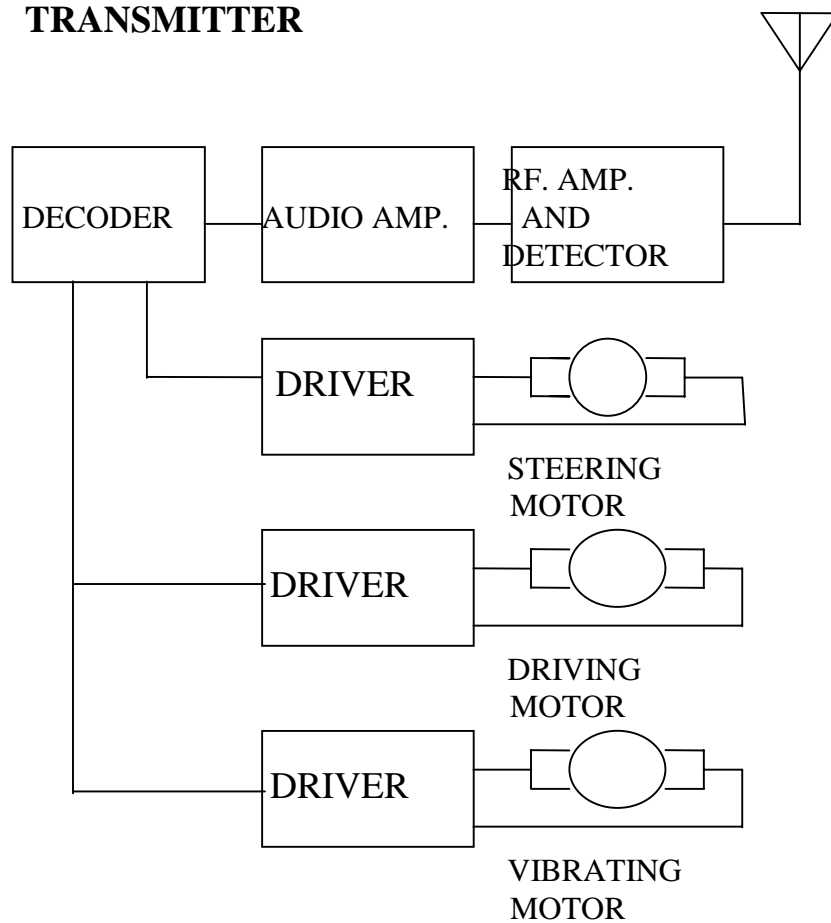 TRANSMITTER
DECODER
AUDIO AMP.
RF. AMP.
AND
DETECTOR
DRIVER
STEERING
MOTOR
DRIVER
DRIVING
MOTOR
DRIVER
VIBRATING
MOTOR